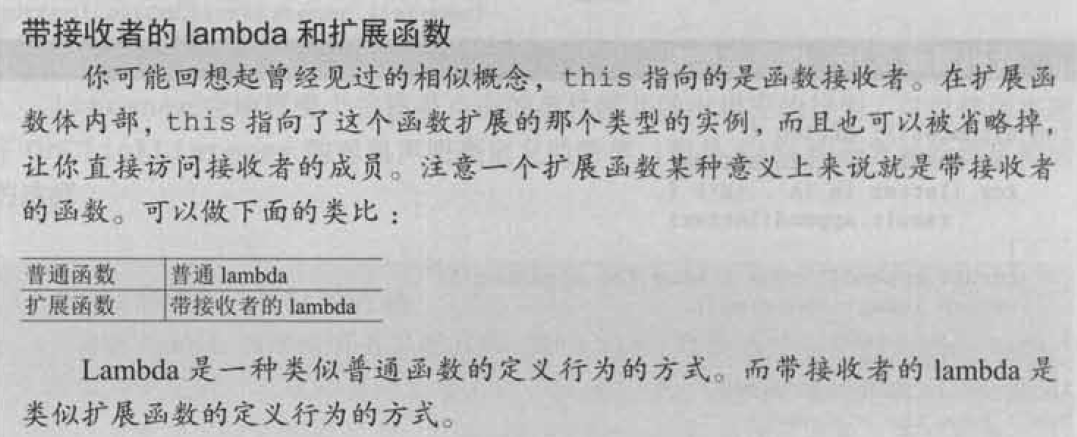 带接收者的 lambda 和扩展函数
你可能回想起曾经见过的相似概念，this 指向的是函数接收者。在扩展函
数体内部，this 指向了这个函数扩展的那个类型的实例，而且也可以被省略掉，
让你直接访问接收者的成员。注意一个扩展函数某种意义上来说就是带接收者
的函数。可以做下面的类比：
普通函数 普通 lambda
扩展函数 带接收者的 lambda
Lambda 是一种类似普通函数的定义行为的方式。而带接收者的 lambda 是
类似扩展函数的定义行为的方式。